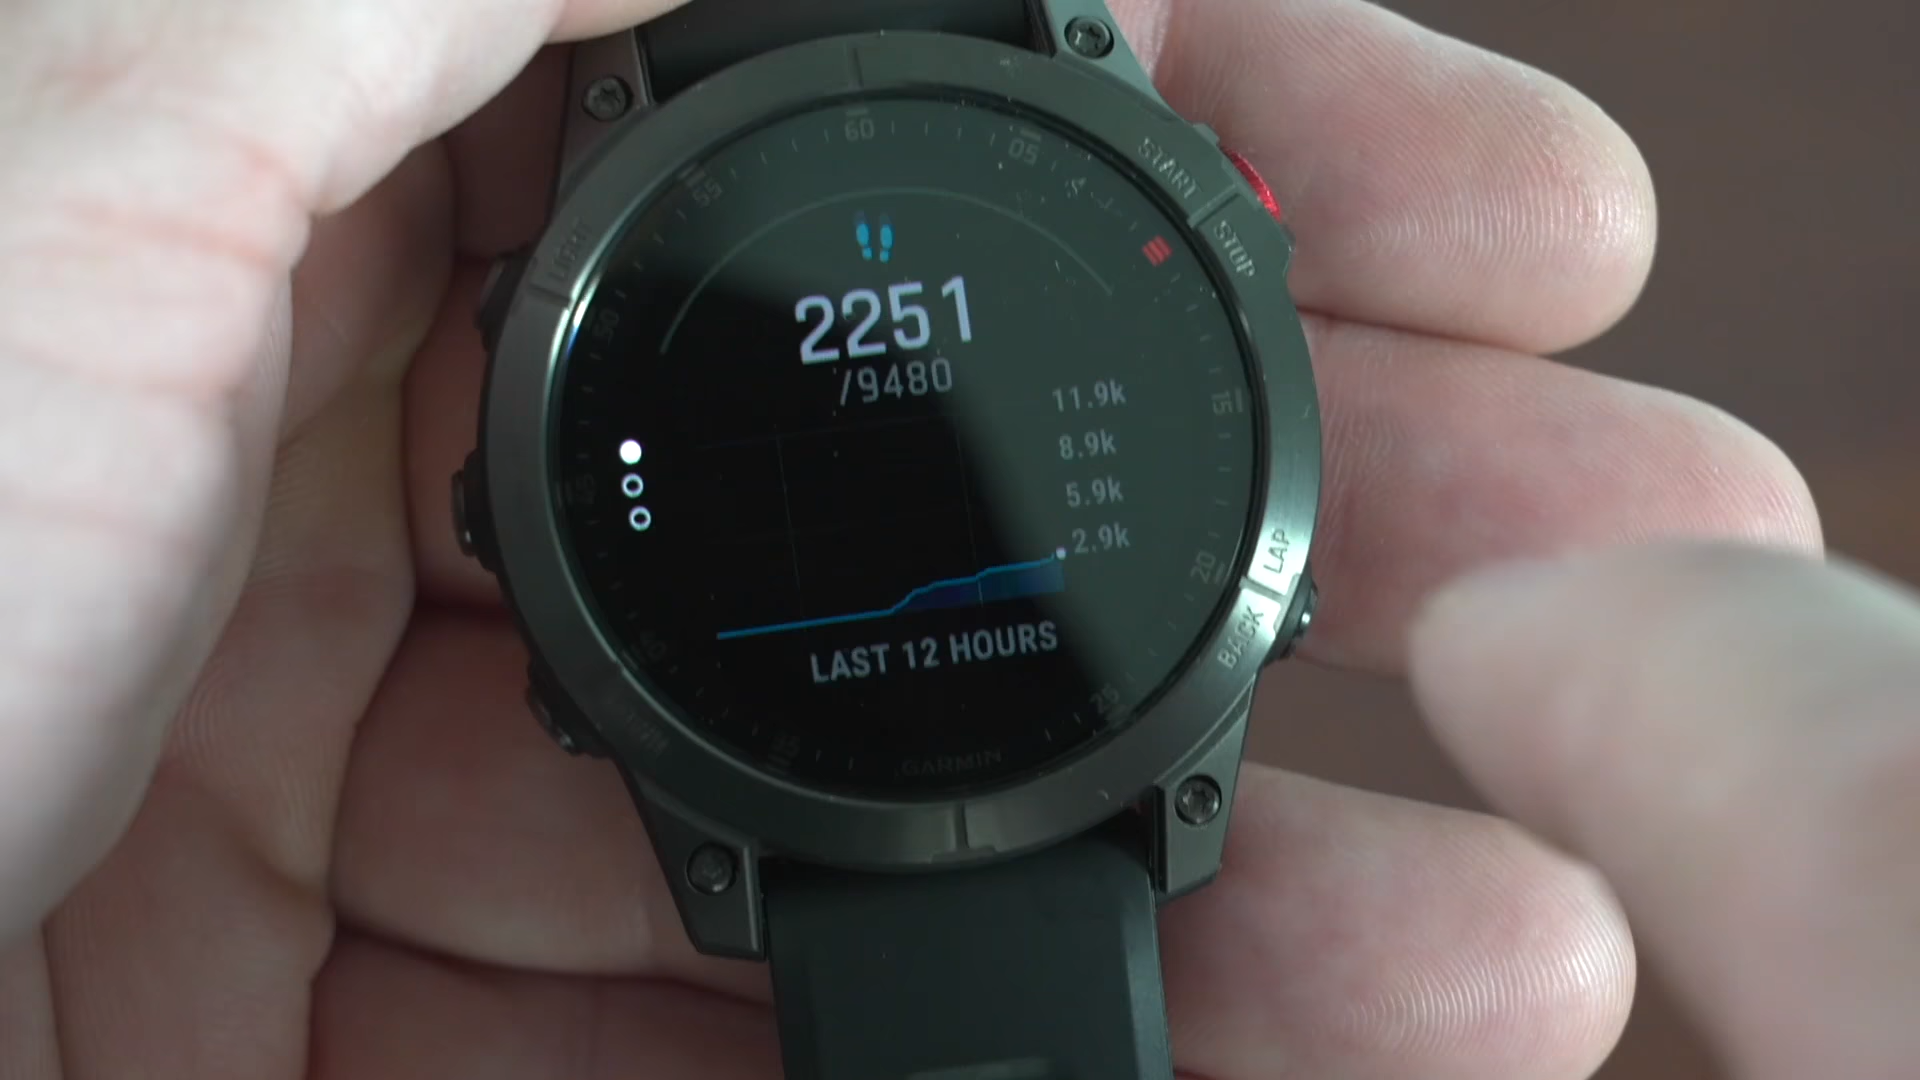 60
05
55
START
STOP
LIGHT
50
2251
/9480
11.9k
15
8.9k
45
5.9k
2.9k
LAP
20
BACK
LAST 12 HOURS
25
GARMIN